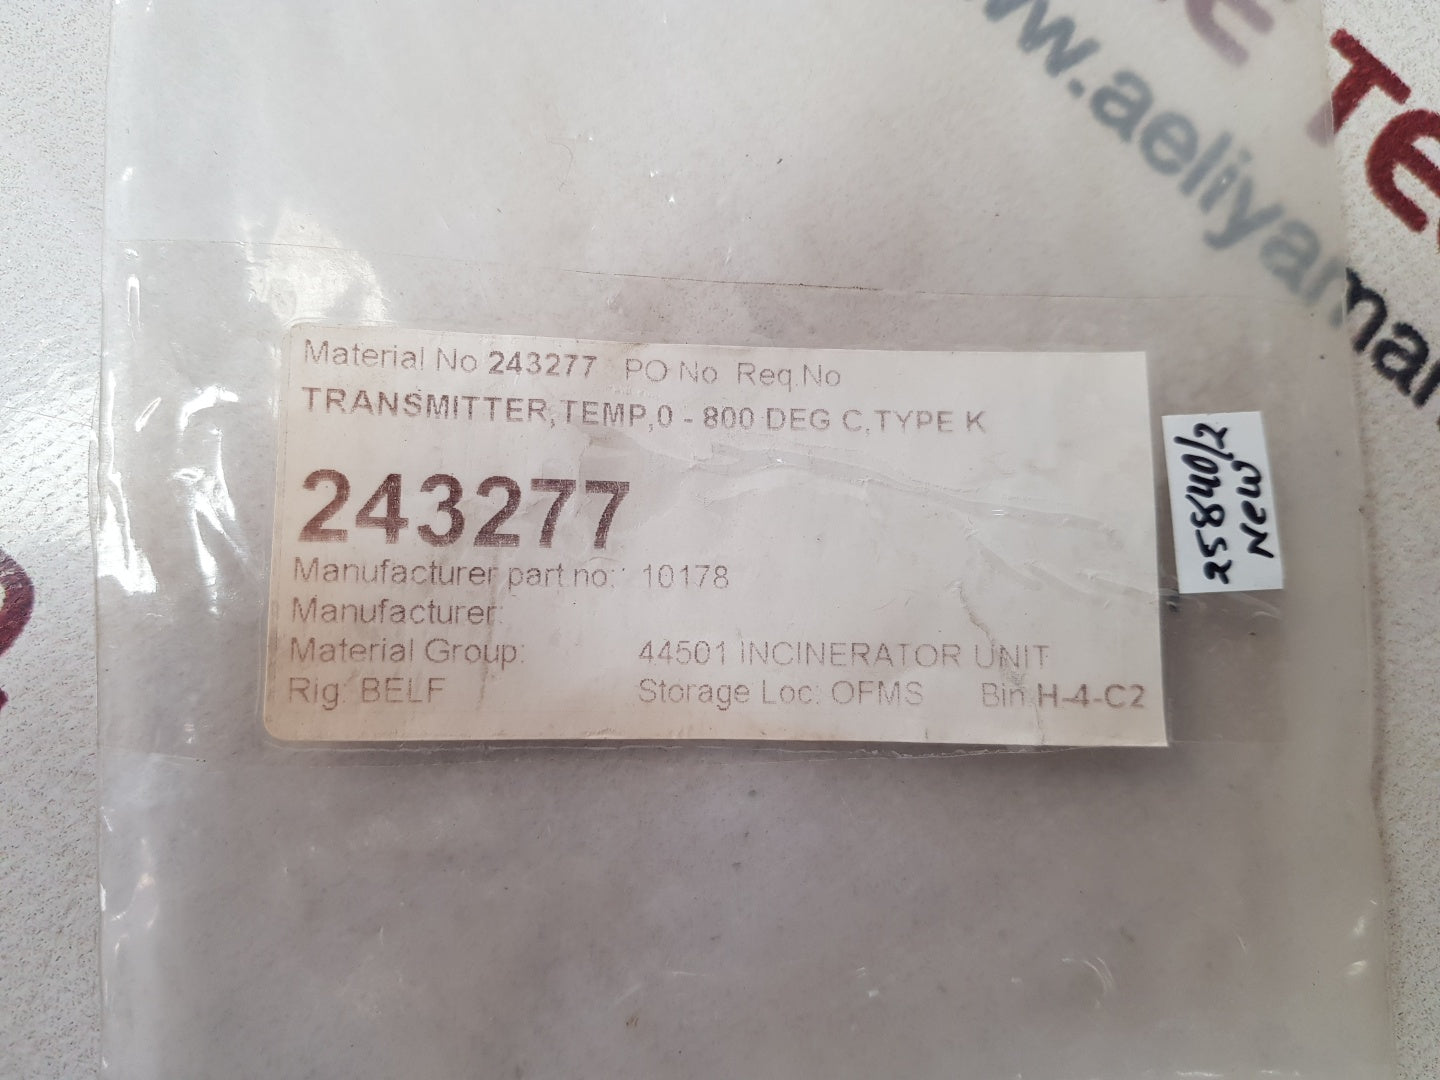 www.aeliyamar
Material No 243277 PO No Req.No
TRANSMITTER,TEMP,0 - 800 DEG C,TYPE K
243277
Manufacturer part no: 10178
Manufacturer:
Material Group: 44501 INCINERATOR UNIT
Rig: BELF Storage Loc: OFMS Bin H-4-C2
25840/2
New